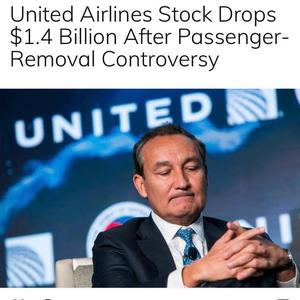 United Airlines Stock Drops
$1.4 Billion After Passenger-
Removal Controversy
UNITED